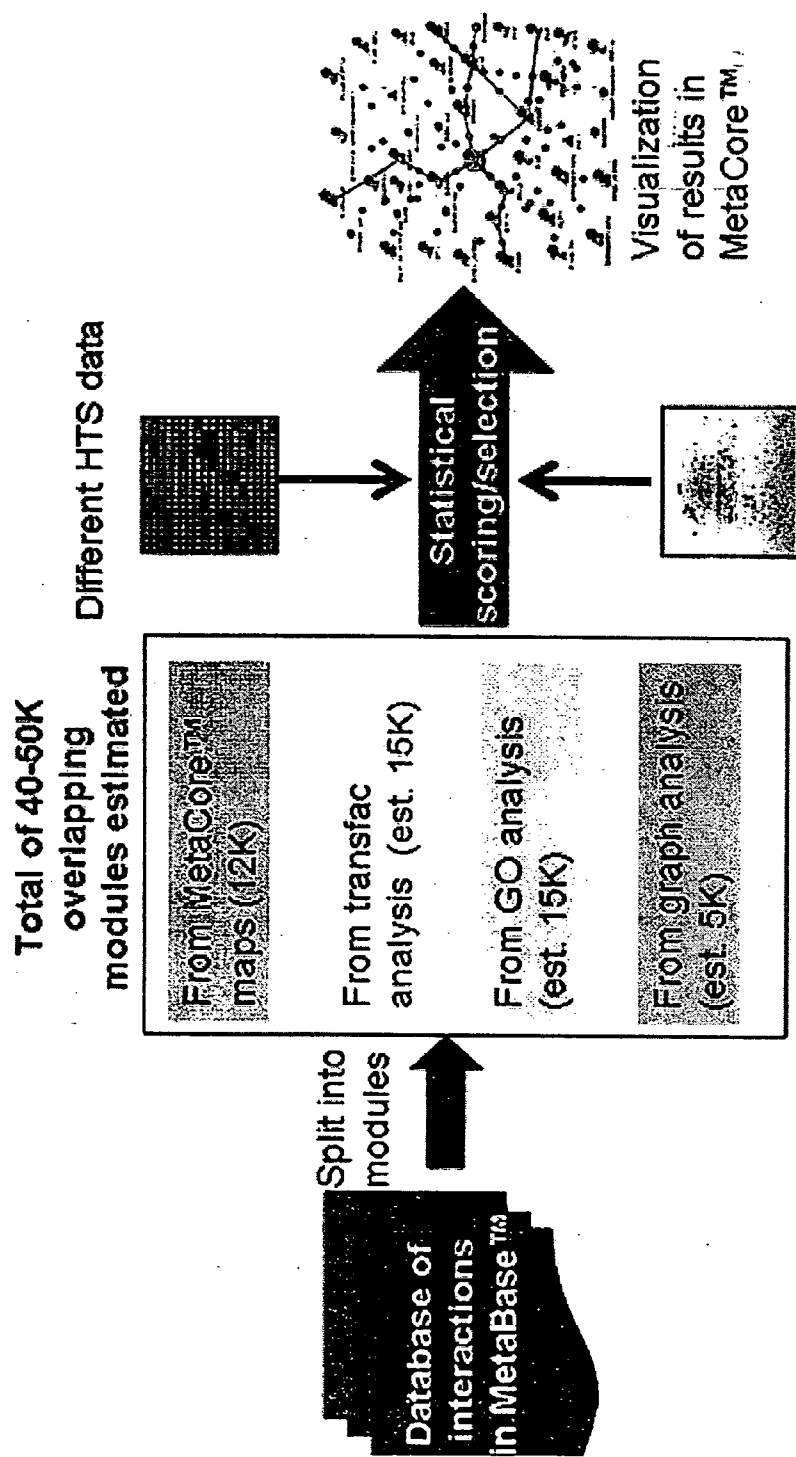 Database of
interactions
in MetaBase™
Split into
modules
Total of 40-50K
overlapping
modules estimated
From MetaCore™
maps (12K)
From transfac
analysis (est. 15K)
From GO analysis
(est. 15K)
From graph analysis
(est. 5K)
Different HTS data
Statistical
scoring/selection
Visualization
of results in
MetaCore™